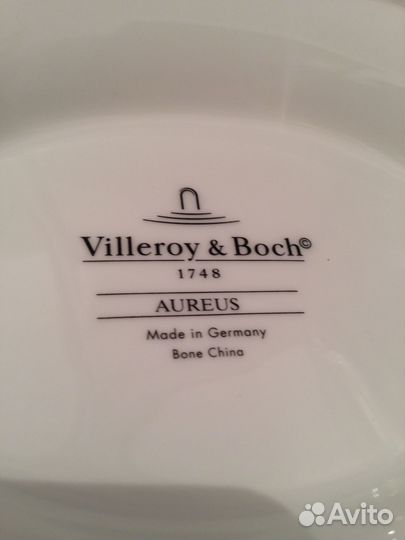 Villeroy & Boch©
1748
AUREUS
Made in Germany
Bone China
Avito